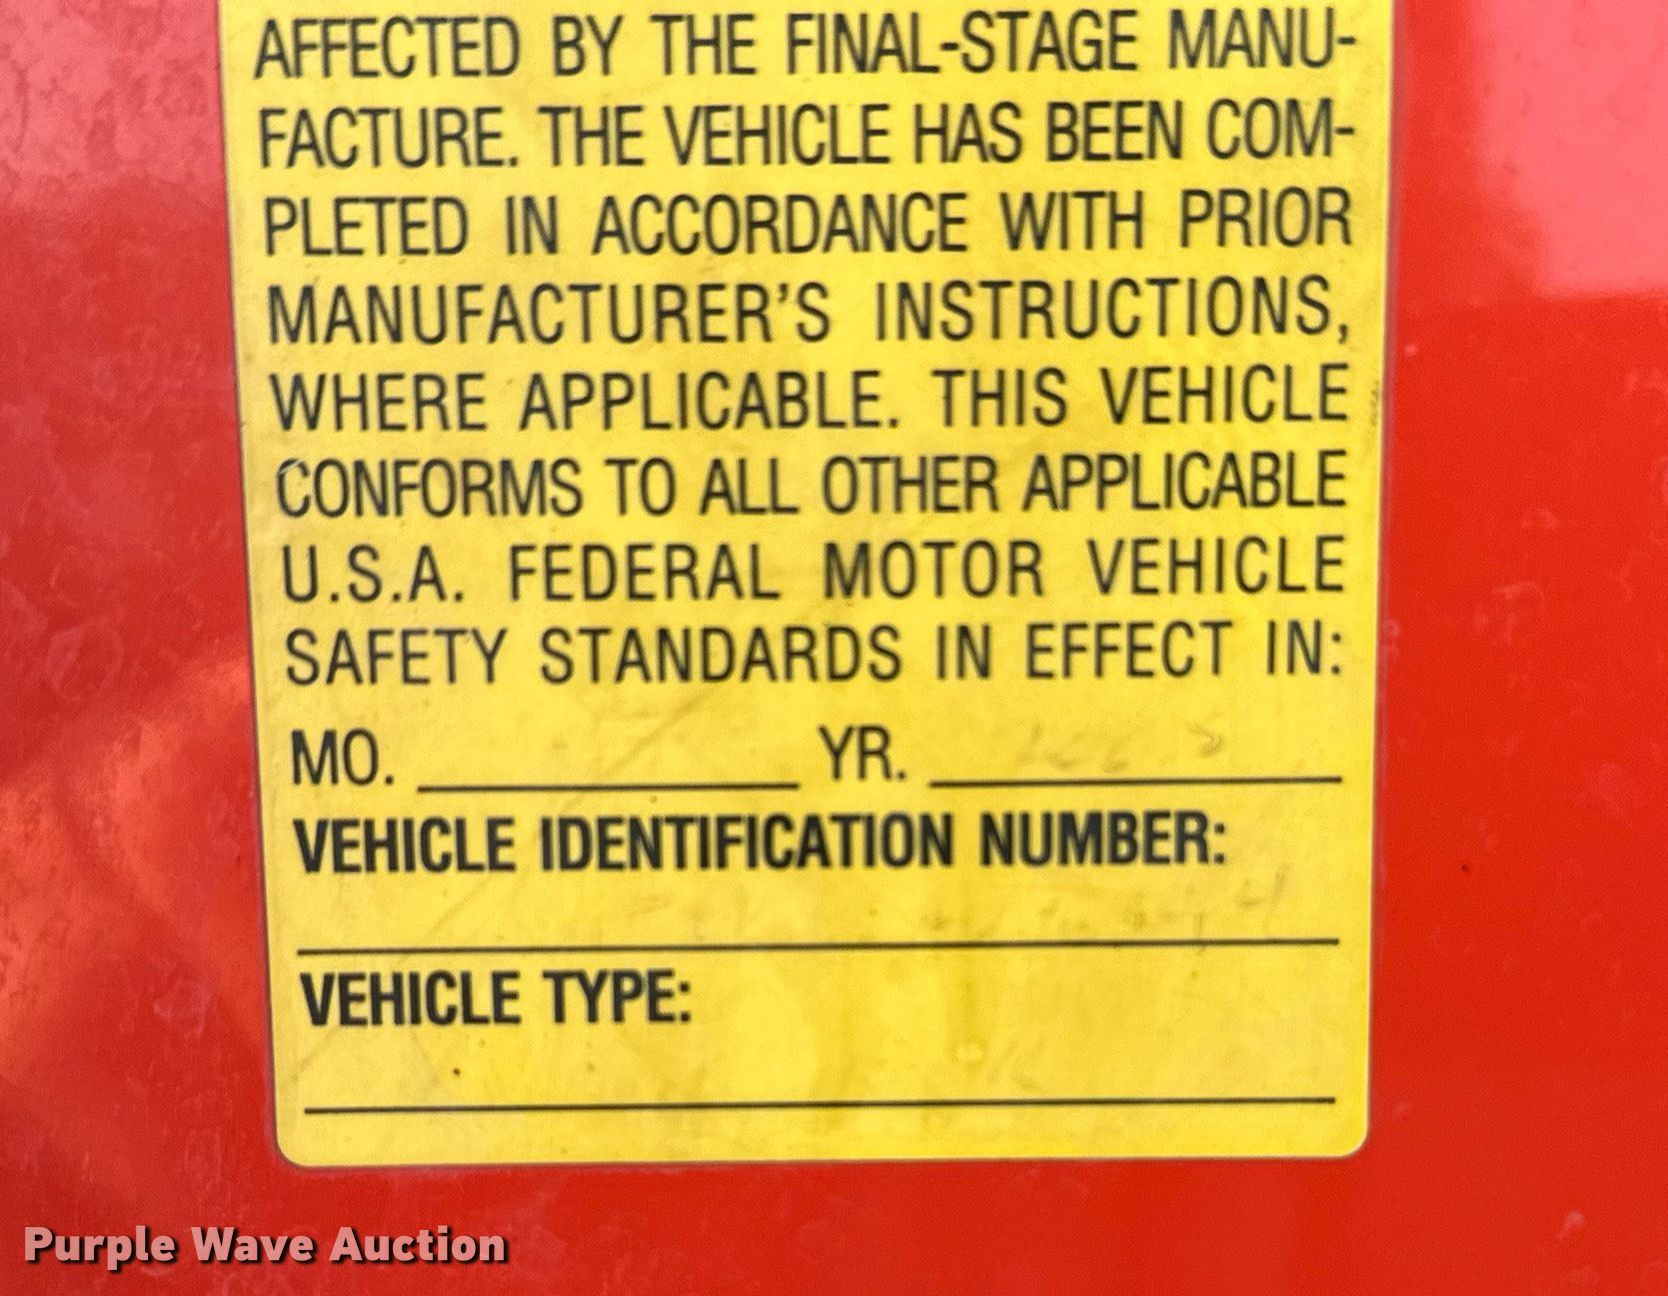 AFFECTED BY THE FINAL-STAGE MANU-
FACTURE. THE VEHICLE HAS BEEN COM-
PLETED IN ACCORDANCE WITH PRIOR
MANUFACTURER'S INSTRUCTIONS,
WHERE APPLICABLE. THIS VEHICLE
CONFORMS TO ALL OTHER APPLICABLE
U.S.A. FEDERAL MOTOR VEHICLE
SAFETY STANDARDS IN EFFECT IN:
MO. YR.
VEHICLE IDENTIFICATION NUMBER:
VEHICLE TYPE:
Purple Wave Auction